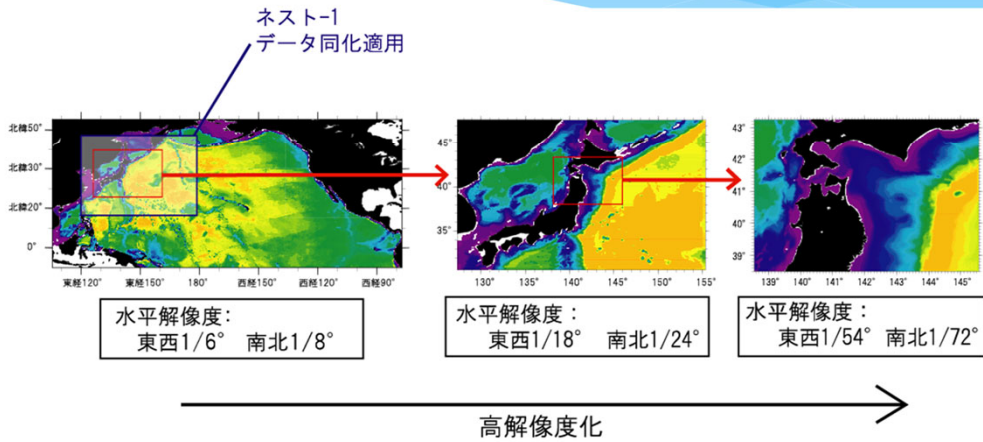 ネスト-1
データ同化適用
北緯50°
北緯30°
北緯20°
0°
東経120°
東経150°
180°
西経150°
西経120°
西経90°
45°
40°
35°
130°
135°
140°
145°
150°
155°
43°
42°
41°
40°
39°
139°
140°
141°
142°
143°
144°
145°
水平解像度：
東西1/6° 南北1/8°
水平解像度：
東西1/18° 南北1/24°
水平解像度：
東西1/54° 南北1/72°
高解像度化